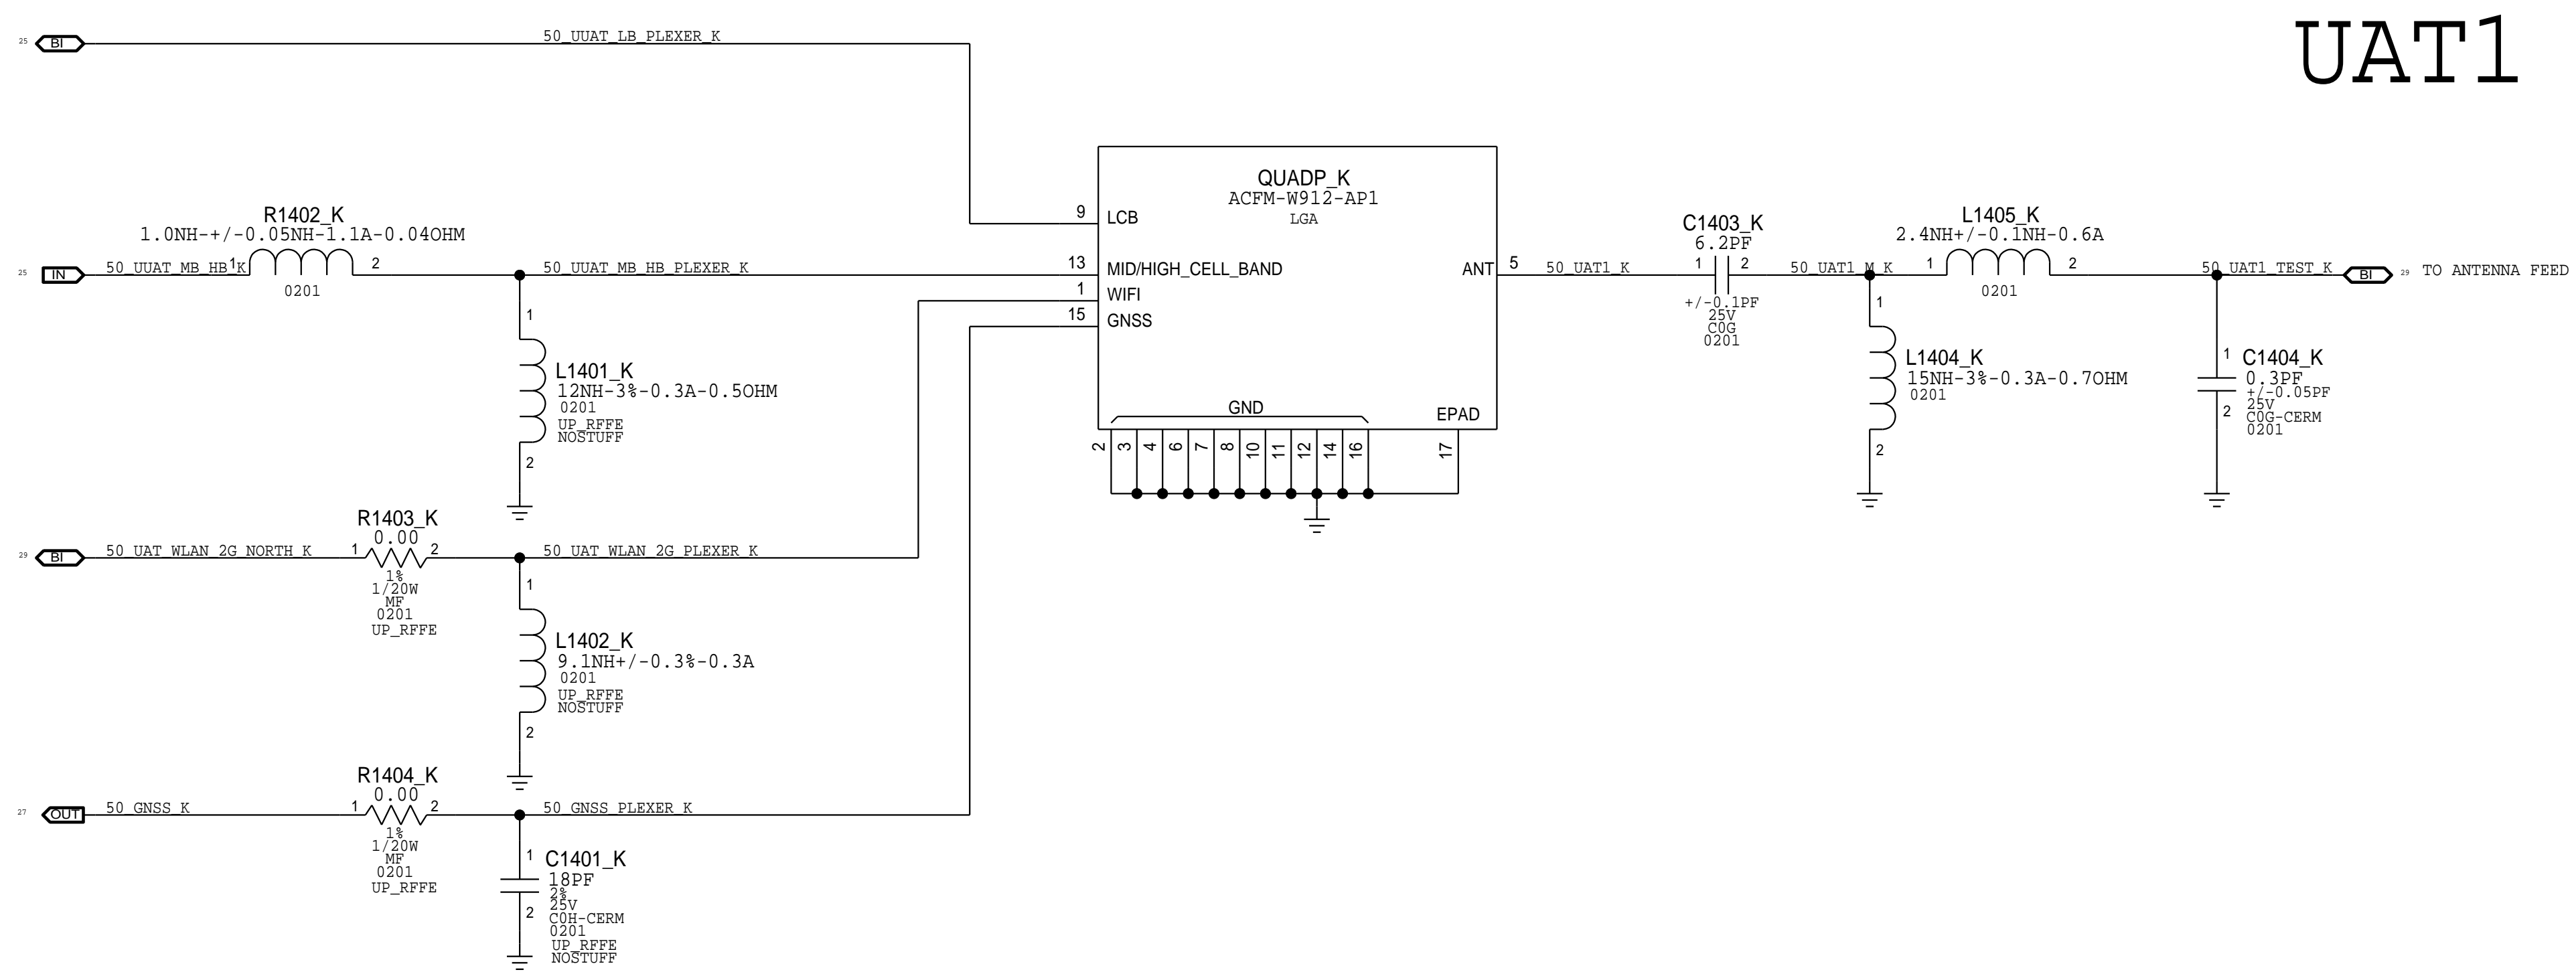 UAT1
25 BI 50_UUAT_LB_PLEXER_K
QUADP_K
ACFM-W912-AP1
LGA
9 LCB
13 MID/HIGH_CELL_BAND
1 WIFI
15 GNSS
ANT 5
GND
EPAD
2 3 4 6 7 8 10 11 12 14 16 17
R1402_K
1.0NH-+/-0.05NH-1.1A-0.04OHM
25 IN 50_UUAT_MB_HB_K 1 2 50_UUAT_MB_HB_PLEXER_K
0201
1
L1401_K
12NH-3%-0.3A-0.5OHM
0201
UP_RFFE
NOSTUFF
2
R1403_K
0.00
29 BI 50_UAT_WLAN_2G_NORTH_K 1 2 50_UAT_WLAN_2G_PLEXER_K
1%
1/20W
MF
0201
UP_RFFE
1
L1402_K
9.1NH+/-0.3%-0.3A
0201
UP_RFFE
NOSTUFF
2
R1404_K
0.00
27 OUT 50_GNSS_K 1 2 50_GNSS_PLEXER_K
1%
1/20W
MF
0201
UP_RFFE
1
C1401_K
18PF
2%
25V
C0H-CERM
0201
UP_RFFE
NOSTUFF
2
50_UAT1_K
C1403_K
6.2PF
1 2
+/-0.1PF
25V
C0G
0201
50_UAT1_M_K
L1405_K
2.4NH+/-0.1NH-0.6A
1 2
0201
50_UAT1_TEST_K BI 29 TO ANTENNA FEED
1
L1404_K
15NH-3%-0.3A-0.7OHM
0201
2
1
C1404_K
0.3PF
+/-0.05PF
25V
C0G-CERM
0201
2